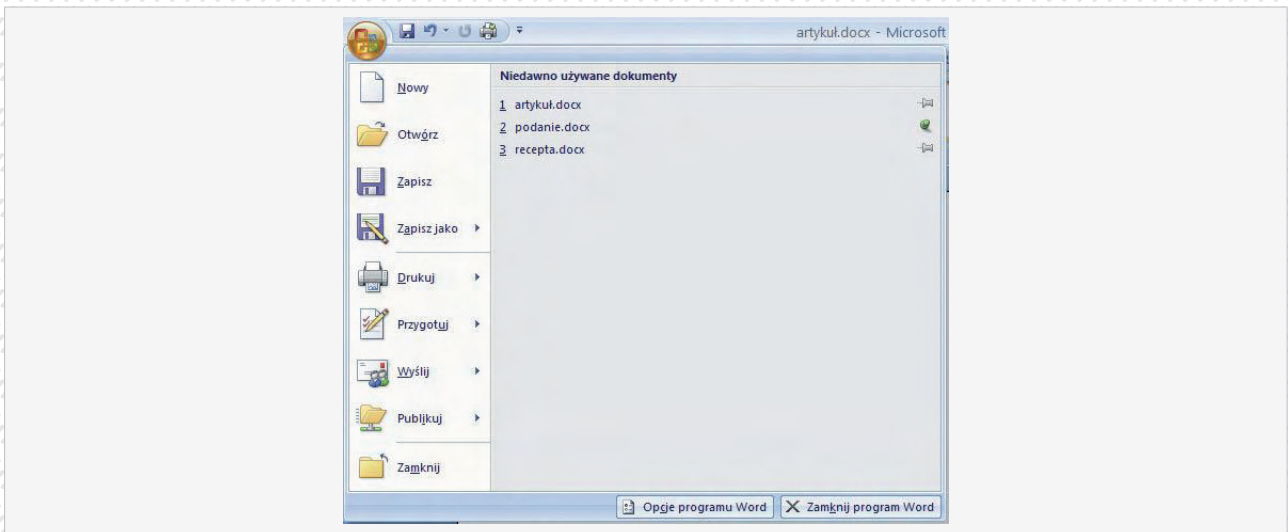 artykuł.docx - Microsoft
Nowy
Otwórz
Zapisz
Zapisz jako
Drukuj
Przygotuj
Wyślij
Publikuj
Zamknij
Niedawno używane dokumenty
1 artykuł.docx
2 podanie.docx
3 recepta.docx
Opcje programu Word
Zamknij program Word